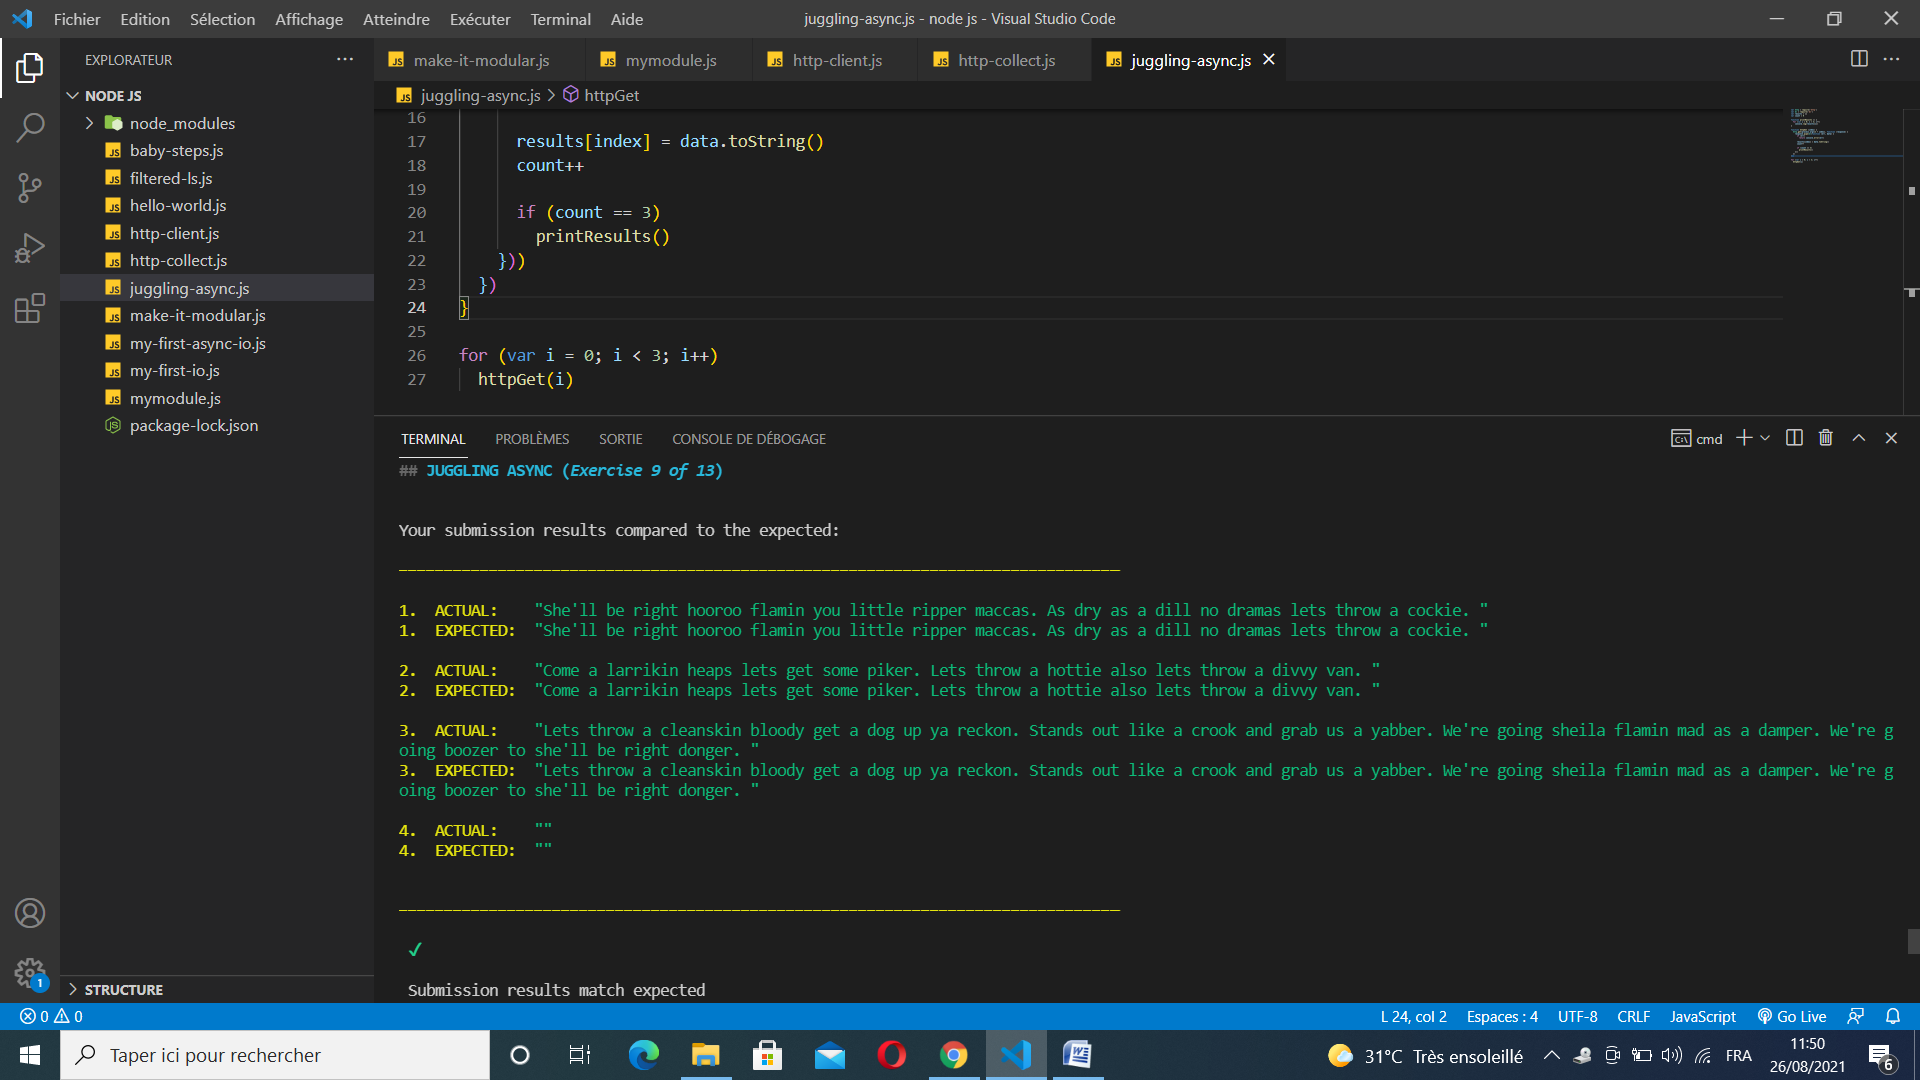 Fichier Edition Sélection Affichage Atteindre Exécuter Terminal Aide
juggling-async.js - node js - Visual Studio Code
EXPLORATEUR
NODE JS
node_modules
baby-steps.js
filtered-ls.js
hello-world.js
http-client.js
http-collect.js
juggling-async.js
make-it-modular.js
my-first-async-io.js
my-first-io.js
mymodule.js
package-lock.json
STRUCTURE
make-it-modular.js mymodule.js http-client.js http-collect.js juggling-async.js
juggling-async.js > httpGet
16
17 results[index] = data.toString()
18 count++
19
20 if (count == 3)
21 printResults()
22 }))
23 })
24 }
25
26 for (var i = 0; i < 3; i++)
27 httpGet(i)
TERMINAL PROBLÈMES SORTIE CONSOLE DE DÉBOGAGE
cmd
## JUGGLING ASYNC (Exercise 9 of 13)
Your submission results compared to the expected:
────────────────────────────────────────────────────────────────────────────────
1. ACTUAL: "She'll be right hooroo flamin you little ripper maccas. As dry as a dill no dramas lets throw a cockie. "
1. EXPECTED: "She'll be right hooroo flamin you little ripper maccas. As dry as a dill no dramas lets throw a cockie. "
2. ACTUAL: "Come a larrikin heaps lets get some piker. Lets throw a hottie also lets throw a divvy van. "
2. EXPECTED: "Come a larrikin heaps lets get some piker. Lets throw a hottie also lets throw a divvy van. "
3. ACTUAL: "Lets throw a cleanskin bloody get a dog up ya reckon. Stands out like a crook and grab us a yabber. We're going sheila flamin mad as a damper. We're g
oing boozer to she'll be right donger. "
3. EXPECTED: "Lets throw a cleanskin bloody get a dog up ya reckon. Stands out like a crook and grab us a yabber. We're going sheila flamin mad as a damper. We're g
oing boozer to she'll be right donger. "
4. ACTUAL: ""
4. EXPECTED: ""
────────────────────────────────────────────────────────────────────────────────
✓
Submission results match expected
1
0 0
L 24, col 2 Espaces : 4 UTF-8 CRLF JavaScript Go Live
Taper ici pour rechercher
31°C Très ensoleillé
FRA
11:50
26/08/2021
6